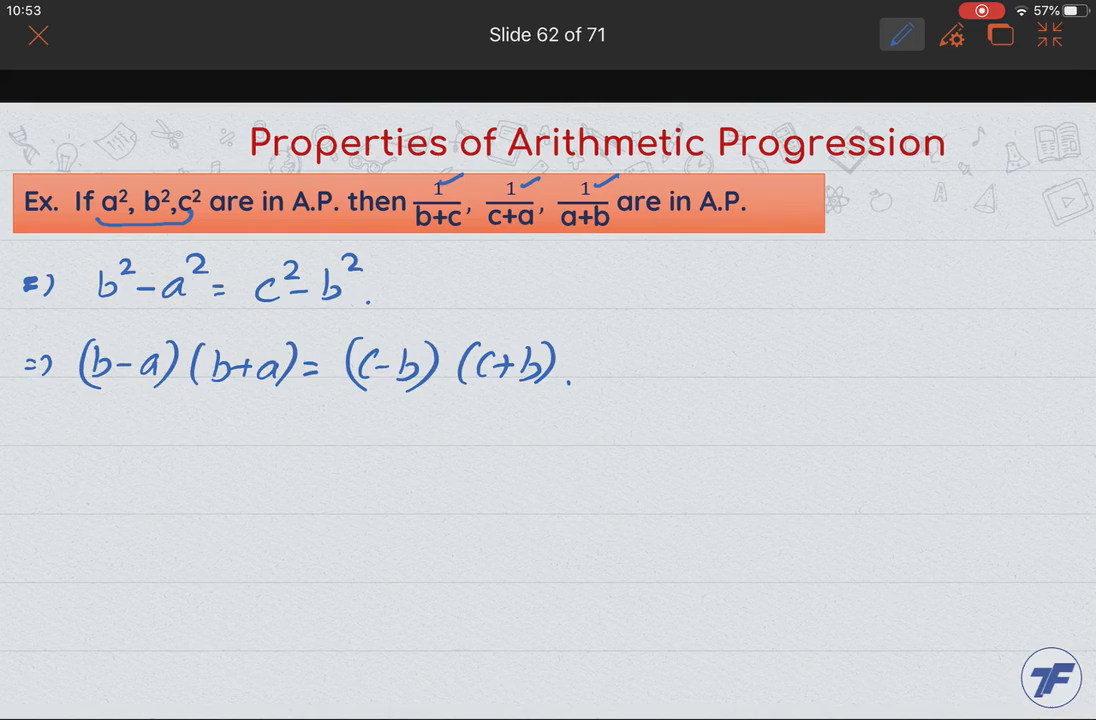 10:53
57%
Slide 62 of 71
Properties of Arithmetic Progression
Ex. If a², b²,c² are in A.P. then 1/b+c, 1/c+a, 1/a+b are in A.P.
=) b² - a² = c² - b².
=) (b-a) (b+a) = (c-b) (c+b).
TF